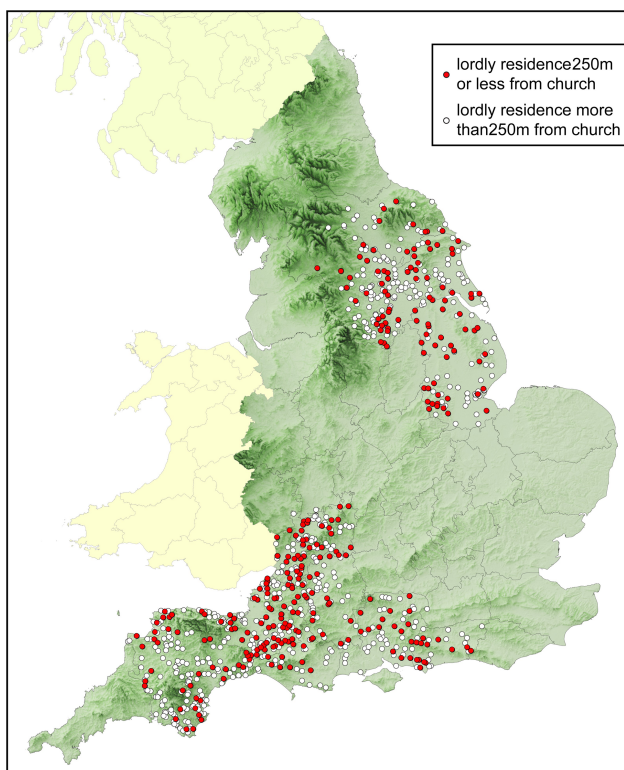 lordly residence250m
or less from church
lordly residence more
than250m from church